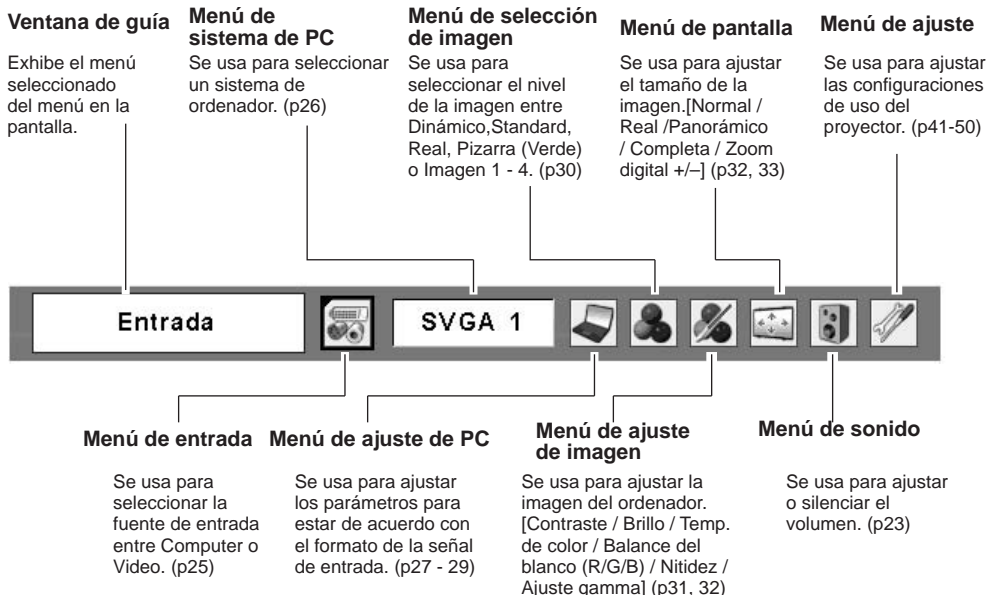 Ventana de guía
Exhibe el menú
seleccionado
del menú en la
pantalla.
Menú de
sistema de PC
Se usa para seleccionar
un sistema de
ordenador. (p26)
Menú de selección
de imagen
Se usa para
seleccionar el nivel
de la imagen entre
Dinámico,Standard,
Real, Pizarra (Verde)
o Imagen 1 - 4. (p30)
Menú de pantalla
Se usa para ajustar
el tamaño de la
imagen.[Normal /
Real /Panorámico
/ Completa / Zoom
digital +/–] (p32, 33)
Menú de ajuste
Se usa para ajustar
las configuraciones
de uso del
proyector. (p41-50)
Entrada
SVGA 1
Menú de entrada
Se usa para
seleccionar la
fuente de entrada
entre Computer o
Video. (p25)
Menú de ajuste de PC
Se usa para ajustar
los parámetros para
estar de acuerdo con
el formato de la señal
de entrada. (p27 - 29)
Menú de ajuste
de imagen
Se usa para ajustar la
imagen del ordenador.
[Contraste / Brillo / Temp.
de color / Balance del
blanco (R/G/B) / Nitidez /
Ajuste gamma] (p31, 32)
Menú de sonido
Se usa para ajustar
o silenciar el
volumen. (p23)